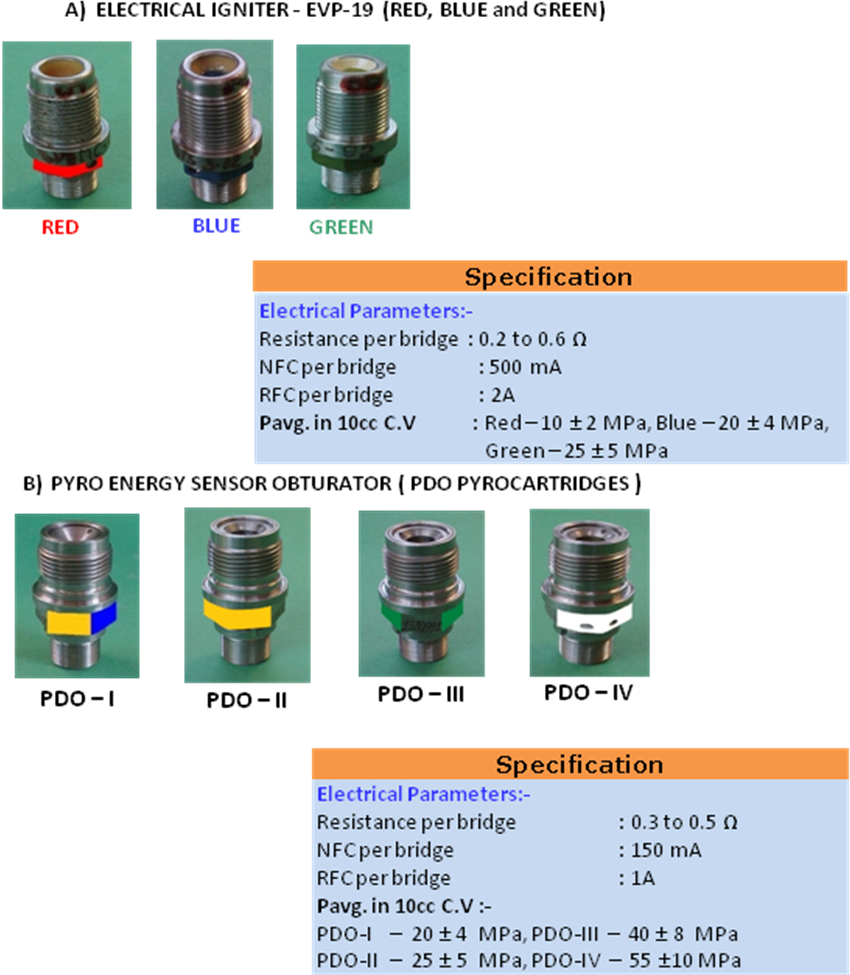 A) ELECTRICAL IGNITER - EVP-19 (RED, BLUE and GREEN)
RED BLUE GREEN
Specification
Electrical Parameters:-
Resistance per bridge : 0.2 to 0.6 Ω
NFC per bridge : 500 mA
RFC per bridge : 2A
Pavg. in 10cc C.V : Red – 10 ± 2 MPa, Blue – 20 ± 4 MPa,
Green – 25 ± 5 MPa
B) PYRO ENERGY SENSOR OBTURATOR ( PDO PYROCARTRIDGES )
PDO – I PDO – II PDO – III PDO – IV
Specification
Electrical Parameters:-
Resistance per bridge : 0.3 to 0.5 Ω
NFC per bridge : 150 mA
RFC per bridge : 1A
Pavg. in 10cc C.V :-
PDO-I – 20 ± 4 MPa, PDO-III – 40 ± 8 MPa
PDO-II – 25 ± 5 MPa, PDO-IV – 55 ±10 MPa